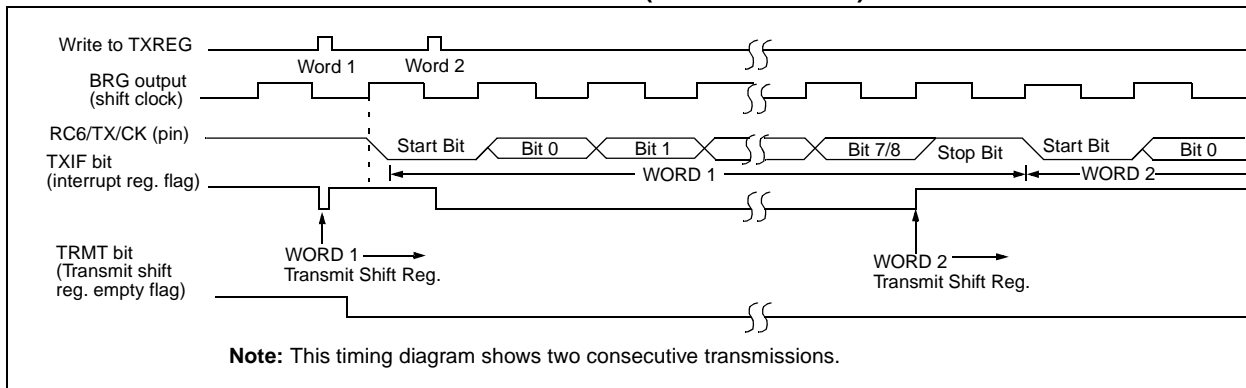 Write to TXREG
Word 1
Word 2
BRG output
(shift clock)
RC6/TX/CK (pin)
Start Bit
Bit 0
Bit 1
Bit 7/8
Stop Bit
Start Bit
Bit 0
TXIF bit
(interrupt reg. flag)
WORD 1
WORD 2
TRMT bit
(Transmit shift
reg. empty flag)
WORD 1
Transmit Shift Reg.
WORD 2
Transmit Shift Reg.
Note: This timing diagram shows two consecutive transmissions.